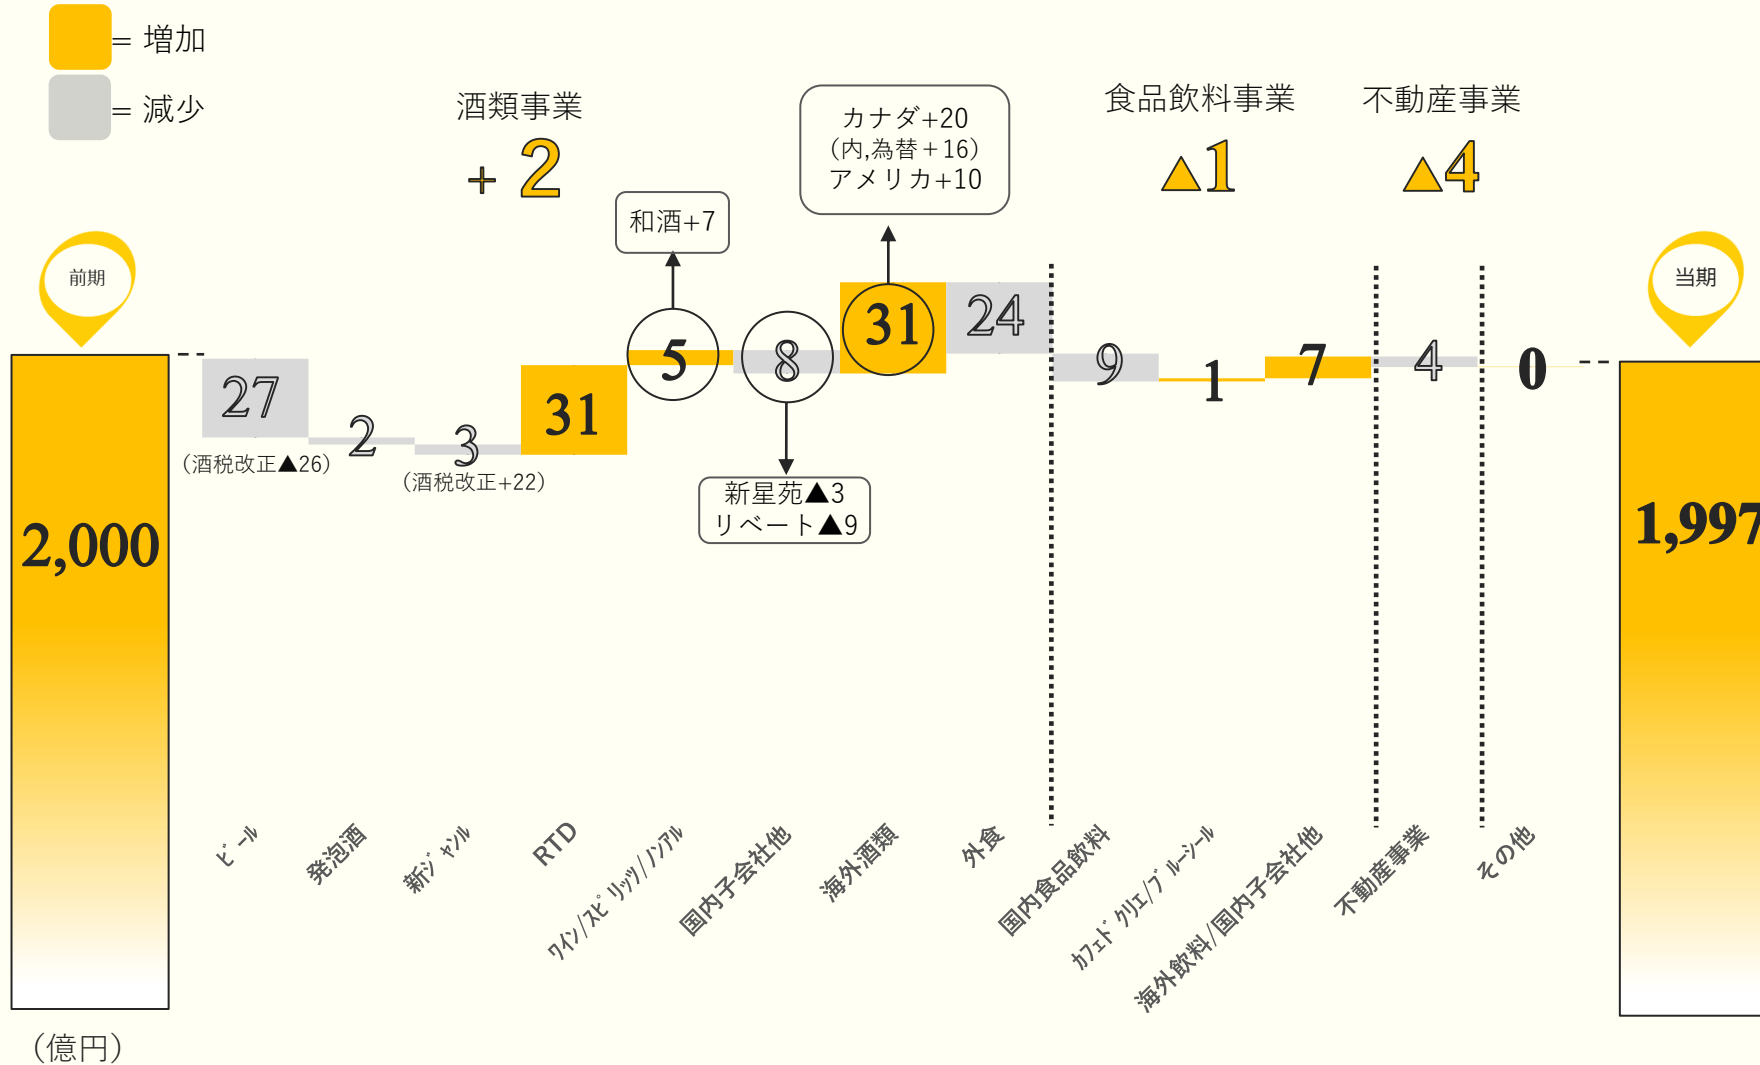 = 増加
= 減少
酒類事業
+ 2
カナダ+20
(内,為替+16)
アメリカ+10
食品飲料事業
▲1
不動産事業
▲4
和酒+7
前期
当期
2,000
27
(酒税改正▲26)
2
3
(酒税改正+22)
31
5
8
31
24
9
1
7
4
0
1,997
新星苑▲3
リベート▲9
ﾋﾞｰﾙ
発泡酒
新ｼﾞｬﾝﾙ
RTD
ﾜｲﾝ/ｽﾋﾟﾘｯﾂ/ﾉﾝｱﾙ
国内子会社他
海外酒類
外食
国内食品飲料
ｶﾌｪﾄﾞｸﾘｴ/ﾌﾞﾙｰｼｰﾙ
海外飲料/国内子会社他
不動産事業
その他
(億円)